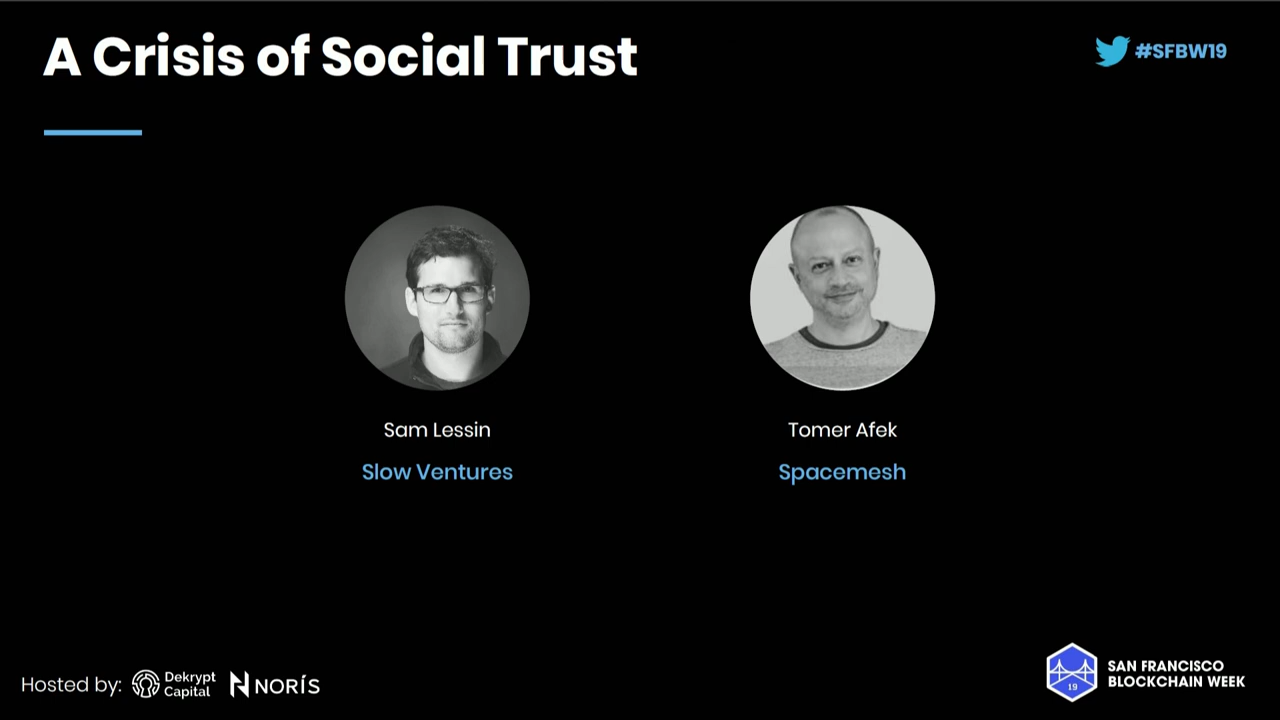 A Crisis of Social Trust
#SFBW19
Sam Lessin
Tomer Afek
Slow Ventures
Spacemesh
Hosted by:
Dekrypt
Capital
NORÍS
19
SAN FRANCISCO
BLOCKCHAIN WEEK